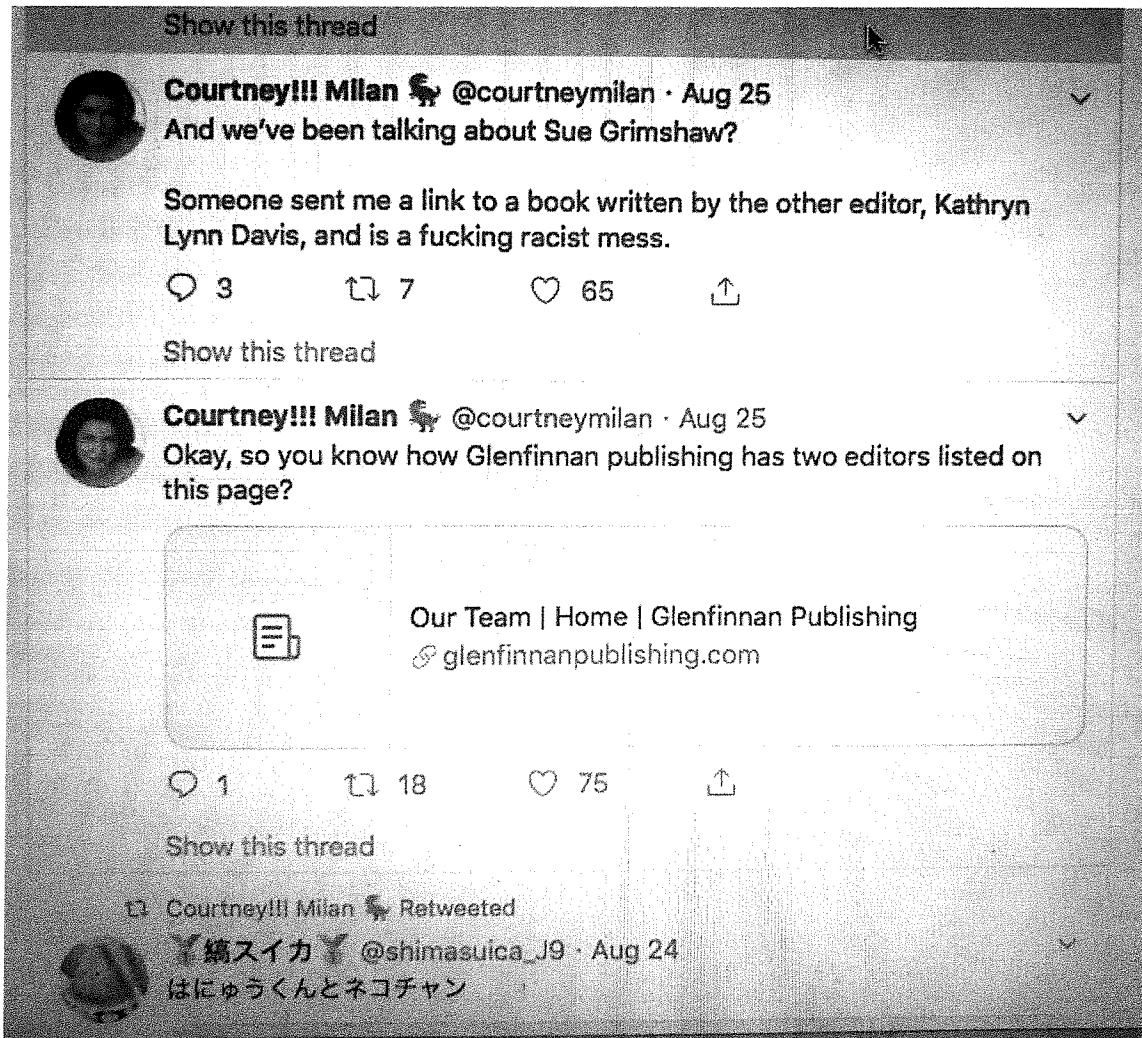 Show this thread
Courtney!!! Milan 🦖 @courtneymilan · Aug 25
And we've been talking about Sue Grimshaw?
Someone sent me a link to a book written by the other editor, Kathryn
Lynn Davis, and is a fucking racist mess.
3 7 65
Show this thread
Courtney!!! Milan 🦖 @courtneymilan · Aug 25
Okay, so you know how Glenfinnan publishing has two editors listed on
this page?
Our Team | Home | Glenfinnan Publishing
glenfinnanpublishing.com
1 18 75
Show this thread
Courtney!!! Milan 🦖 Retweeted
縞スイカ @shimasuica_J9 · Aug 24
はにゅうくんとネコチャン